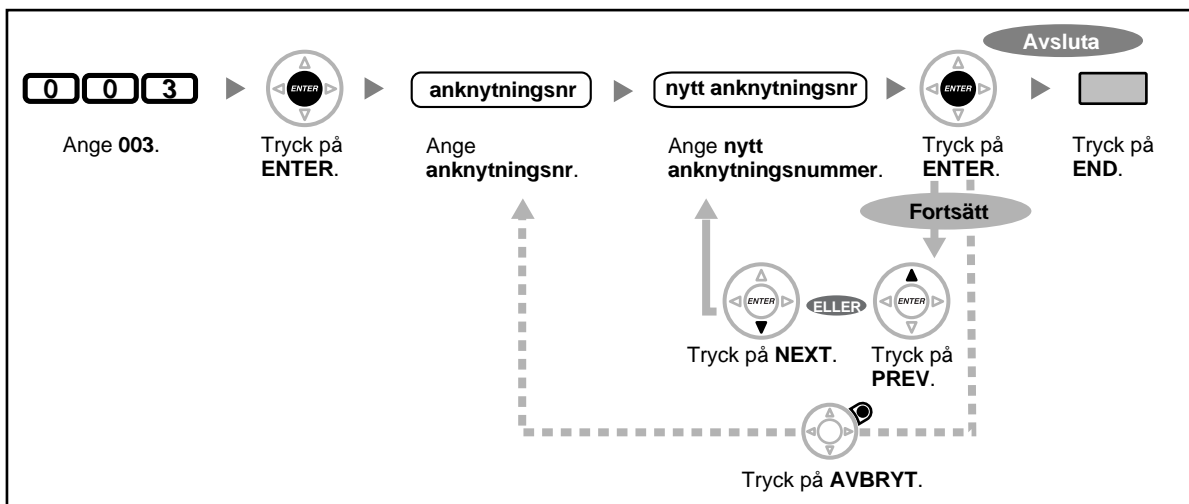 Avsluta
0 0 3
ENTER
anknytningsnr
nytt anknytningsnr
ENTER
Ange 003.
Tryck på
ENTER.
Ange
anknytningsnr.
Ange nytt
anknytningsnummer.
Tryck på
ENTER.
Tryck på
END.
Fortsätt
ENTER
ELLER
ENTER
Tryck på NEXT.
Tryck på
PREV.
Tryck på AVBRYT.